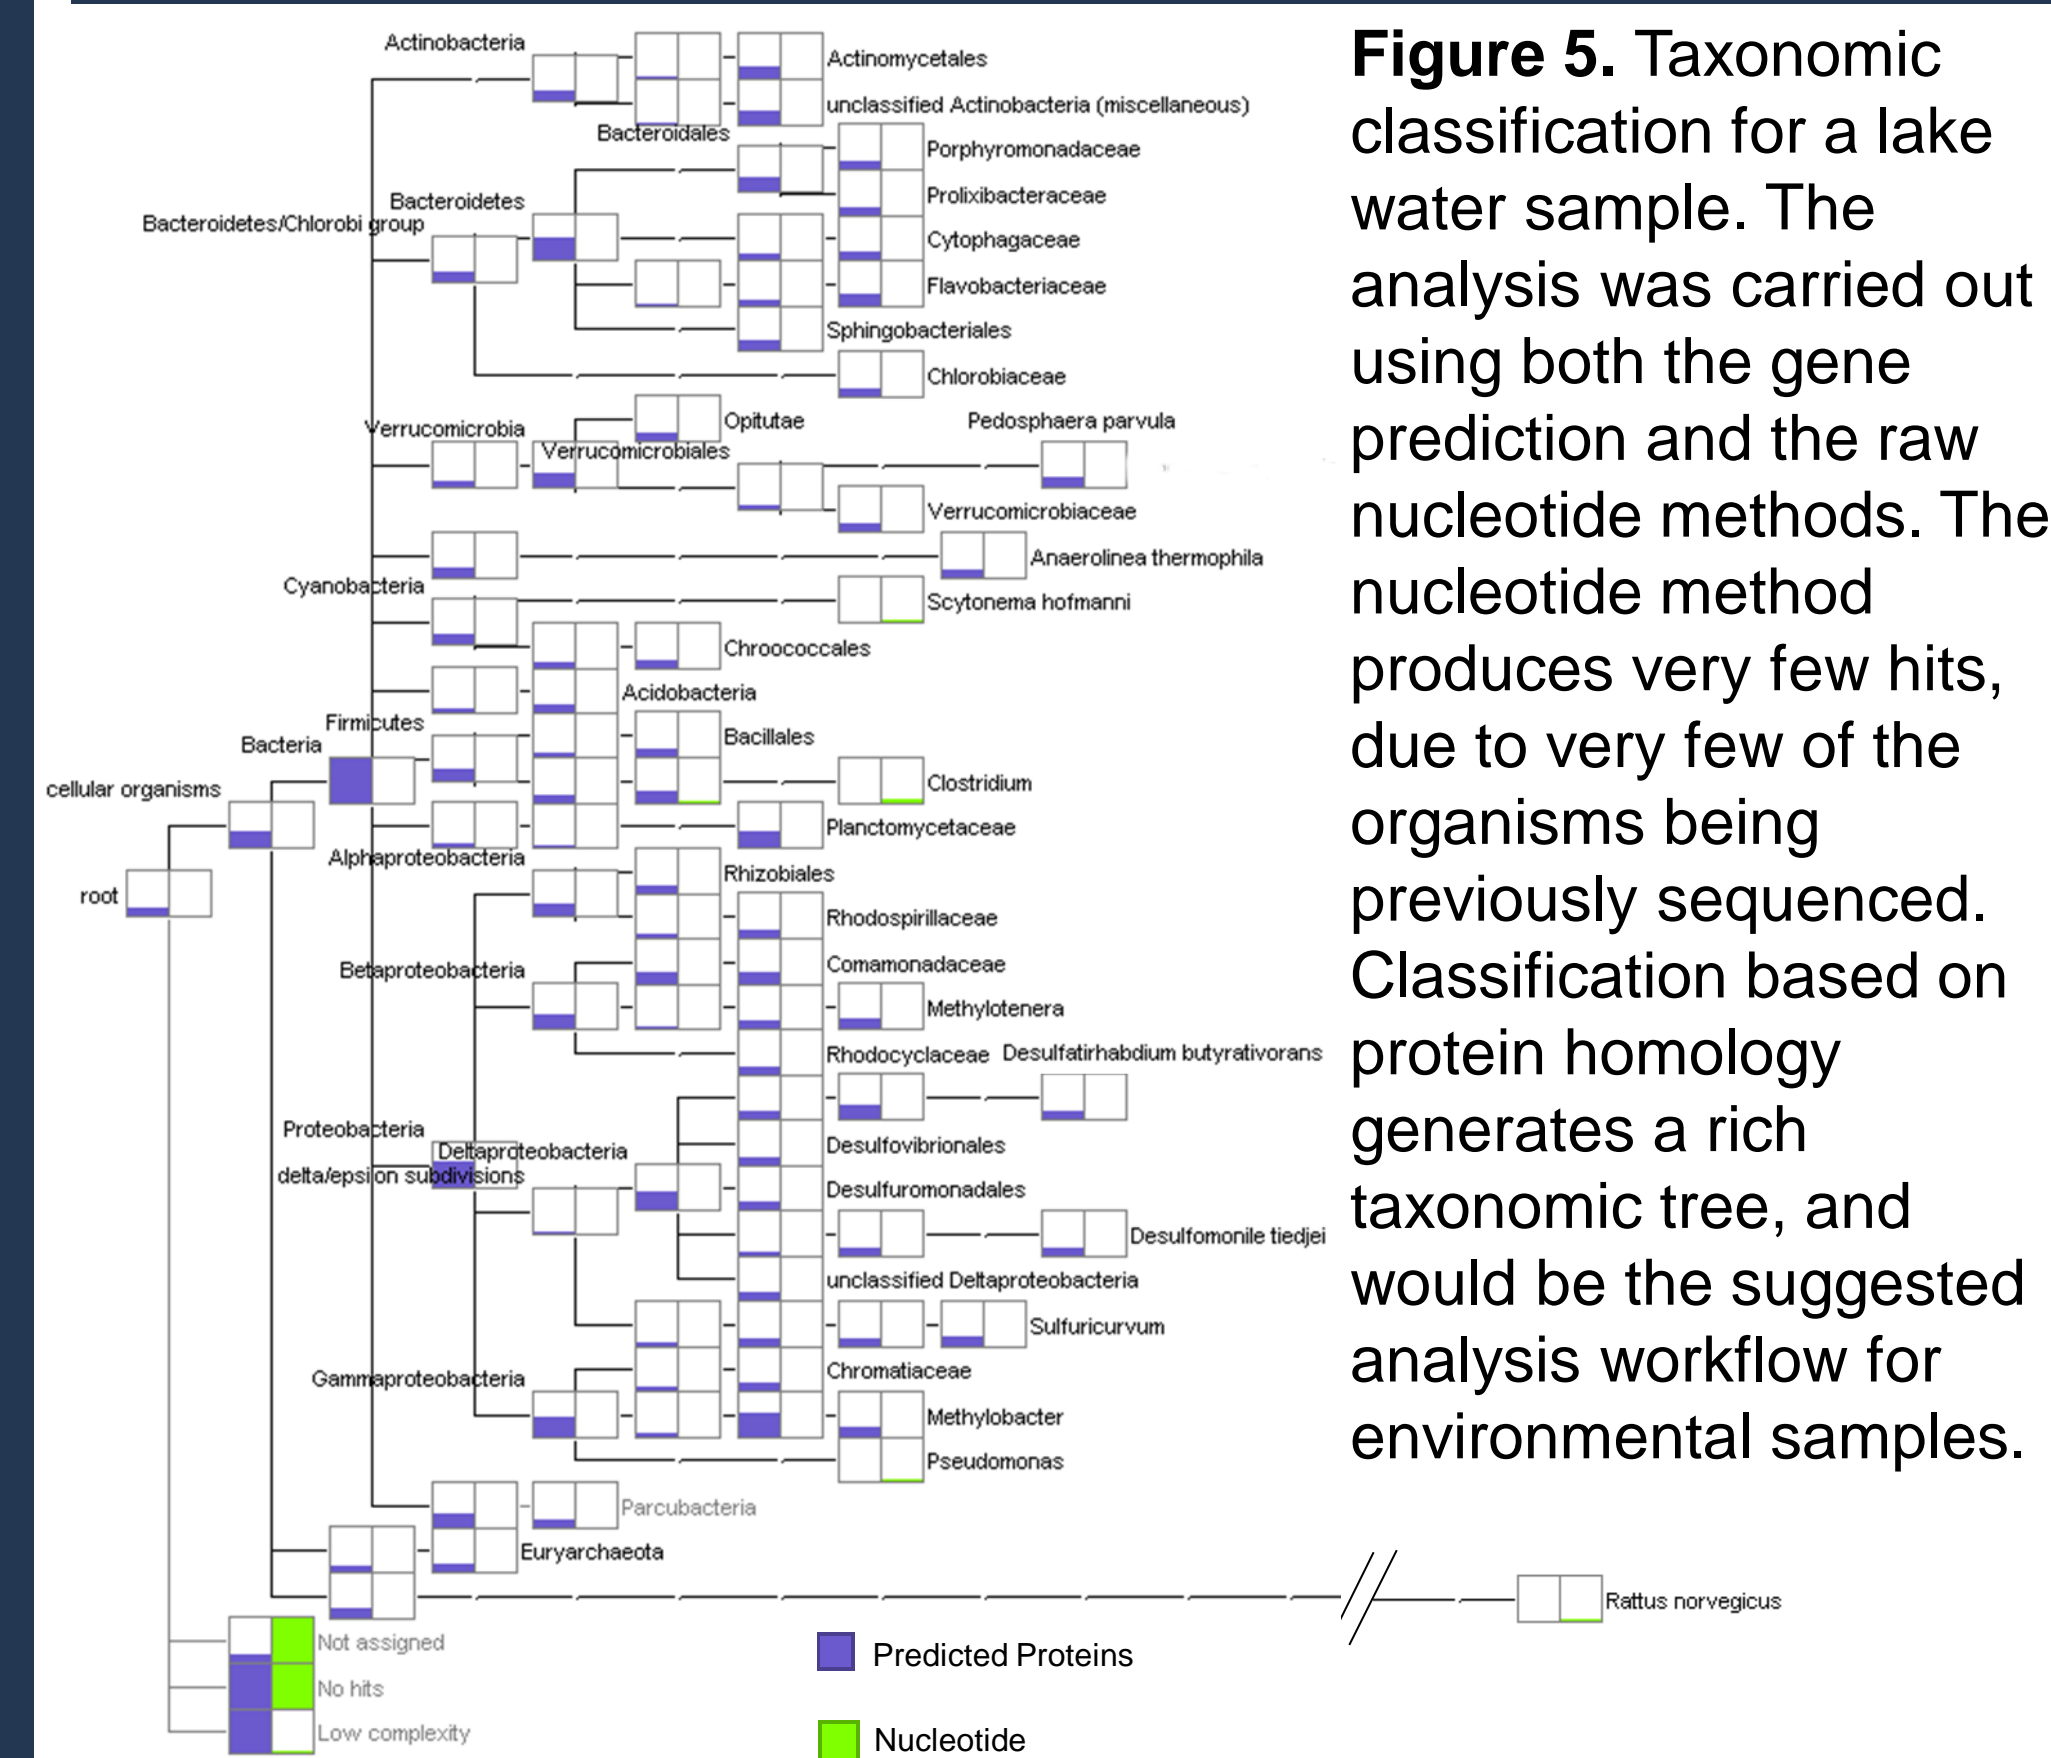 Actinobacteria
Actinomycetales
unclassified Actinobacteria (miscellaneous)
Bacteroidales
Porphyromonadaceae
Prolixibacteraceae
Bacteroidetes
Bacteroidetes/Chlorobi group
Cytophagaceae
Flavobacteriaceae
Sphingobacteriales
Chlorobiaceae
Opitutae
Pedosphaera parvula
Verrucomicrobia
Verrucomicrobiales
Verrucomicrobiaceae
Anaerolinea thermophila
Cyanobacteria
Scytonema hofmanni
Chroococcales
Acidobacteria
Firmicutes
Bacteria
Bacillales
cellular organisms
Clostridium
Planctomycetaceae
Alphaproteobacteria
Rhizobiales
root
Rhodospirillaceae
Betaproteobacteria
Comamonadaceae
Methylotenera
Rhodocyclaceae
Desulfatirhabdium butyrativorans
Proteobacteria
Deltaproteobacteria
Desulfovibrionales
delta/epsilon subdivisions
Desulfuromonadales
Desulfomonile tiedjei
unclassified Deltaproteobacteria
Sulfuricurvum
Chromatiaceae
Gammaproteobacteria
Methylobacter
Pseudomonas
Parcubacteria
Euryarchaeota
Rattus norvegicus
Not assigned
No hits
Low complexity
Predicted Proteins
Nucleotide
Figure 5. Taxonomic
classification for a lake
water sample. The
analysis was carried out
using both the gene
prediction and the raw
nucleotide methods. The
nucleotide method
produces very few hits,
due to very few of the
organisms being
previously sequenced.
Classification based on
protein homology
generates a rich
taxonomic tree, and
would be the suggested
analysis workflow for
environmental samples.